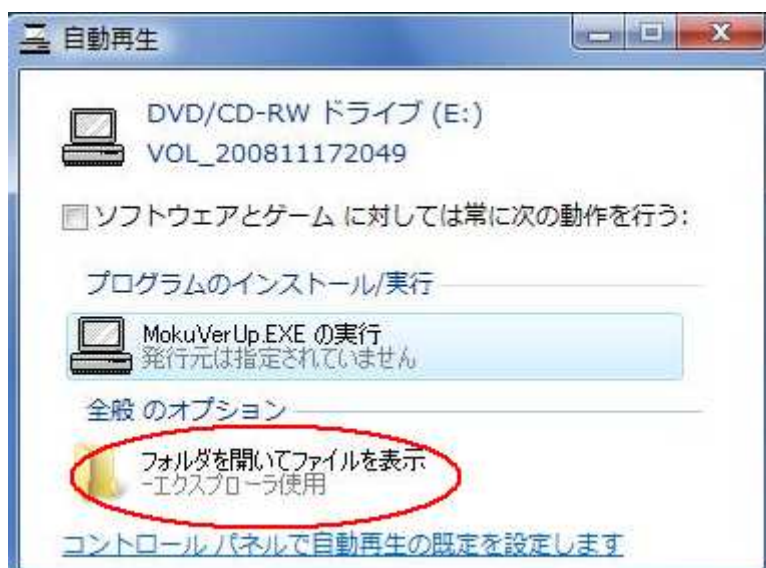 自動再生
DVD/CD-RW ドライブ (E:)
VOL_200811172049
ソフトウェアとゲーム に対しては常に次の動作を行う:
プログラムのインストール/実行
MokuVerUp.EXE の実行
発行元は指定されていません
全般 のオプション
フォルダを開いてファイルを表示
-エクスプローラ使用
コントロール パネルで自動再生の既定を設定します